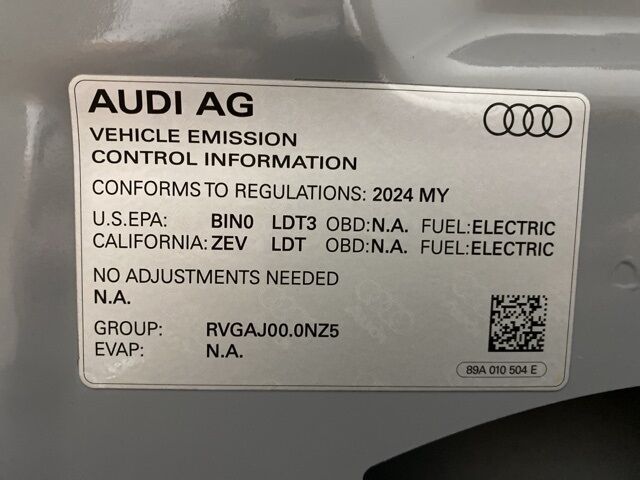 AUDI AG
VEHICLE EMISSION
CONTROL INFORMATION
CONFORMS TO REGULATIONS: 2024 MY
U.S.EPA: BIN0 LDT3 OBD:N.A. FUEL:ELECTRIC
CALIFORNIA: ZEV LDT OBD:N.A. FUEL:ELECTRIC
NO ADJUSTMENTS NEEDED
N.A.
GROUP: RVGAJ00.0NZ5
EVAP: N.A.
89A 010 504 E